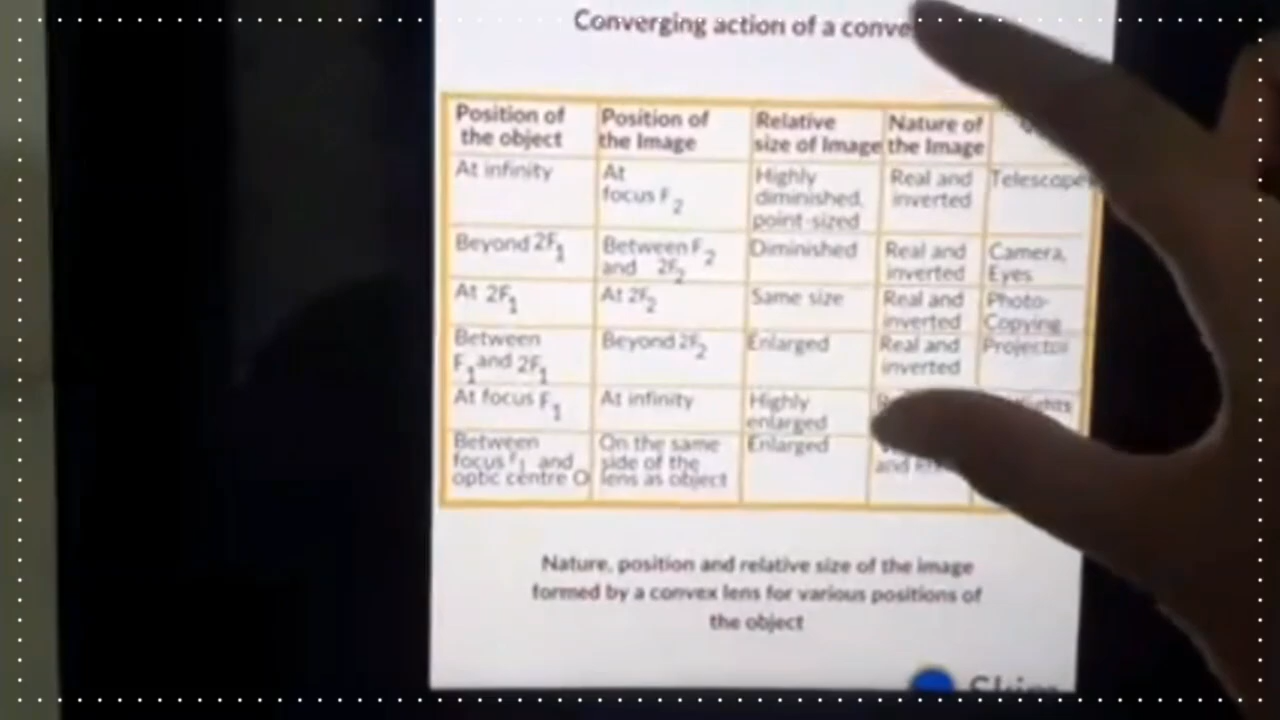 Converging action of a conve
Position of the object
Position of the Image
Relative size of Image
Nature of the Image
At infinity
At focus F2
Highly diminished, point-sized
Real and inverted
Telescope
Beyond 2F1
Between F2 and 2F2
Diminished
Real and inverted
Camera, Eyes
At 2F1
At 2F2
Same size
Real and inverted
Photo-Copying
Between F1 and 2F1
Beyond 2F2
Enlarged
Real and inverted
Projector
At focus F1
At infinity
Highly enlarged
Between focus F1 and optic centre O
On the same side of the lens as object
Enlarged
and
Nature, position and relative size of the image
formed by a convex lens for various positions of
the object